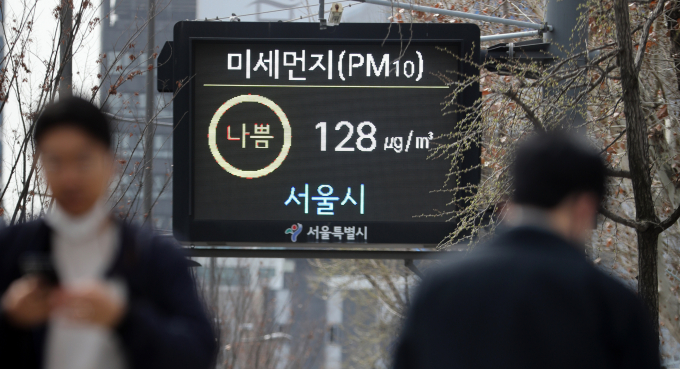 미세먼지(PM10)
나쁨 128 ㎍/㎥
서울시
서울특별시